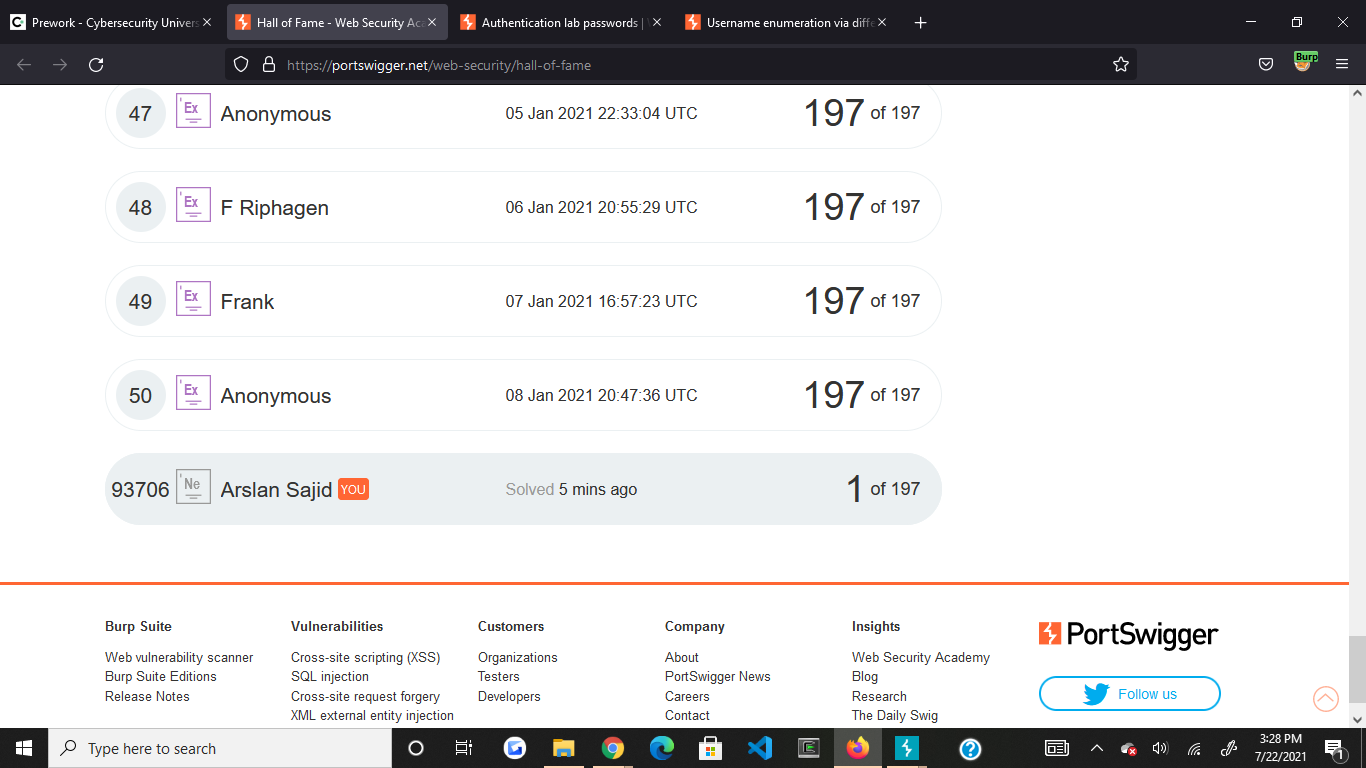 Prework - Cybersecurity Univers
Hall of Fame - Web Security Aca
Authentication lab passwords |
Username enumeration via diffe
https://portswigger.net/web-security/hall-of-fame
Burp
47 Ex Anonymous 05 Jan 2021 22:33:04 UTC 197 of 197
48 Ex F Riphagen 06 Jan 2021 20:55:29 UTC 197 of 197
49 Ex Frank 07 Jan 2021 16:57:23 UTC 197 of 197
50 Ex Anonymous 08 Jan 2021 20:47:36 UTC 197 of 197
93706 Ne Arslan Sajid YOU Solved 5 mins ago 1 of 197
Burp Suite
Web vulnerability scanner
Burp Suite Editions
Release Notes
Vulnerabilities
Cross-site scripting (XSS)
SQL injection
Cross-site request forgery
XML external entity injection
Customers
Organizations
Testers
Developers
Company
About
PortSwigger News
Careers
Contact
Insights
Web Security Academy
Blog
Research
The Daily Swig
PortSwigger
Follow us
Type here to search
3:28 PM
7/22/2021
1